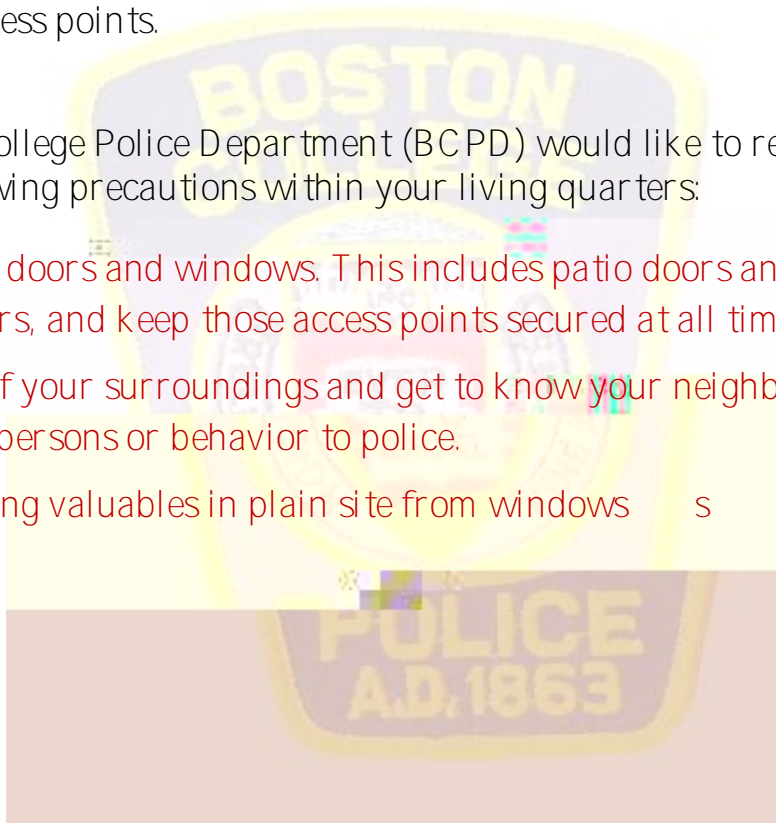 ess points.
ollege Police Department (BCPD) would like to re
wing precautions within your living quarters:
doors and windows. This includes patio doors an
rs, and keep those access points secured at all tim
f your surroundings and get to know your neighb
persons or behavior to police.
ng valuables in plain site from windows s
BOSTON
COLLEGE
POLICE
A.D. 1863